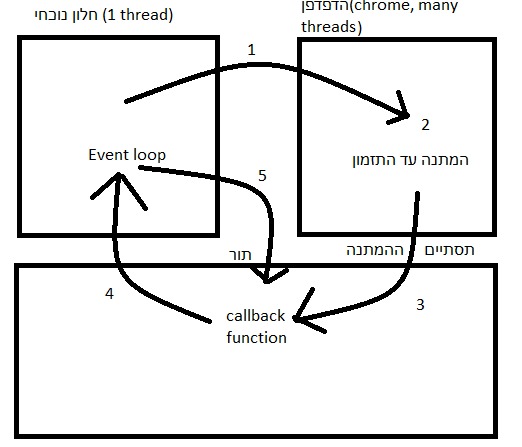 חלון נוכחי (1 thread)
הדפדפן(chrome, many
threads)
1
2
Event loop
המתנה עד התזמון
5
תור
תסתיים ההמתנה
4
3
callback
function